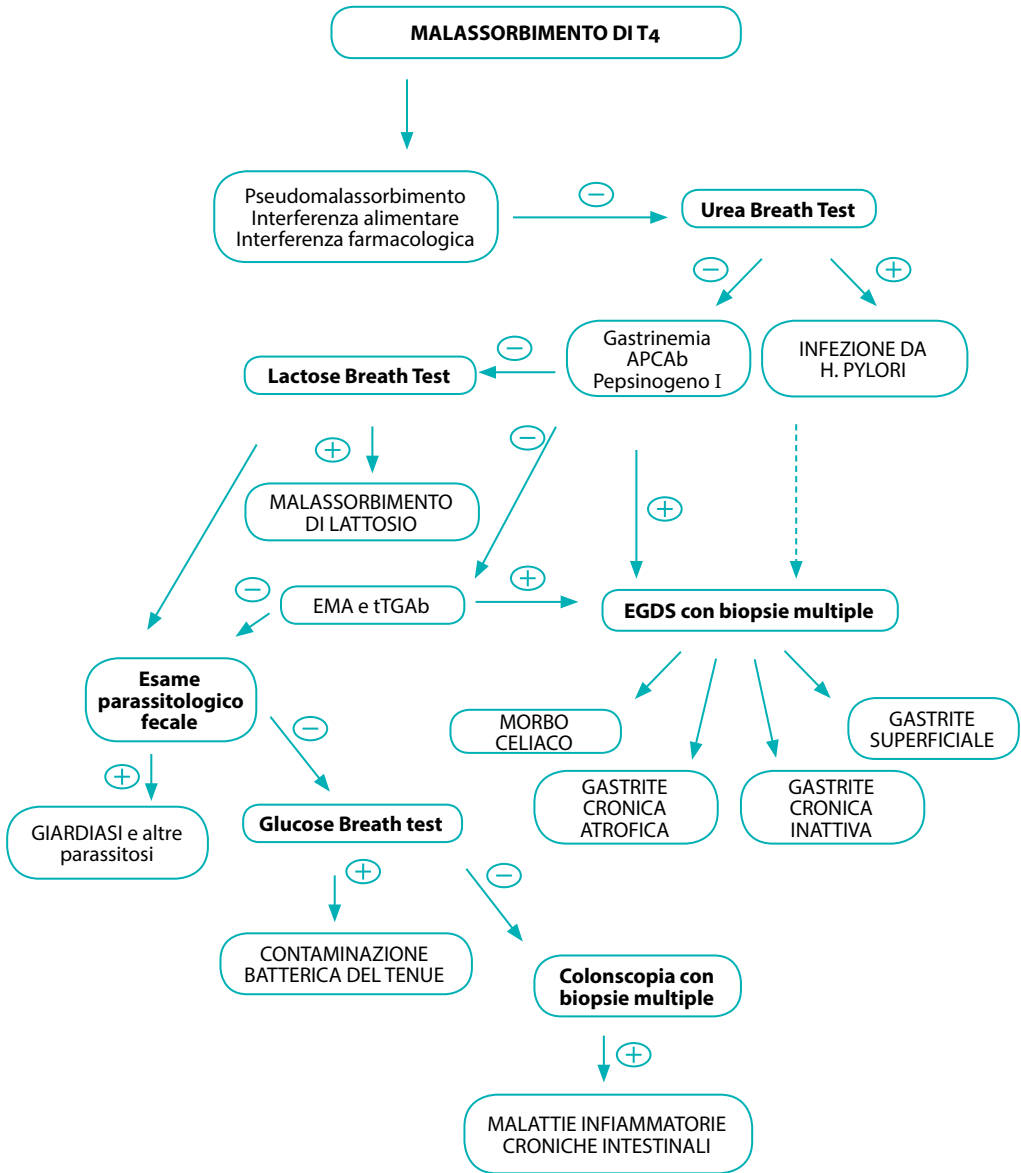 MALASSORBIMENTO DI T4
Pseudomalassorbimento
Interferenza alimentare
Interferenza farmacologica
−
Urea Breath Test
−
+
Gastrinemia
APCAb
Pepsinogeno I
INFEZIONE DA
H. PYLORI
−
Lactose Breath Test
+
−
+
MALASSORBIMENTO
DI LATTOSIO
−
EMA e tTGAb
+
EGDS con biopsie multiple
Esame
parassitologico
fecale
−
MORBO
CELIACO
GASTRITE
SUPERFICIALE
GASTRITE
CRONICA
ATROFICA
GASTRITE
CRONICA
INATTIVA
+
GIARDIASI e altre
parassitosi
Glucose Breath test
+
−
CONTAMINAZIONE
BATTERICA DEL TENUE
Colonscopia con
biopsie multiple
+
MALATTIE INFIAMMATORIE
CRONICHE INTESTINALI